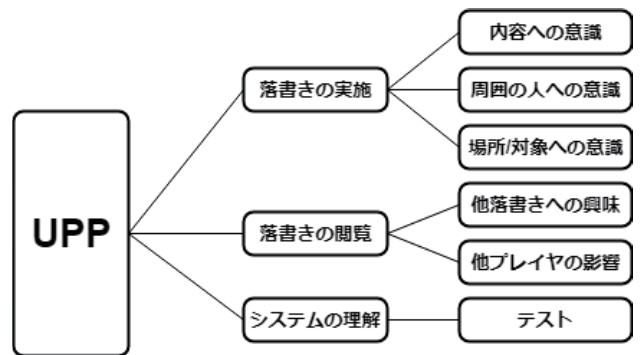 UPP
落書きの実施
内容への意識
周囲の人への意識
場所/対象への意識
落書きの閲覧
他落書きへの興味
他プレイヤの影響
システムの理解
テスト